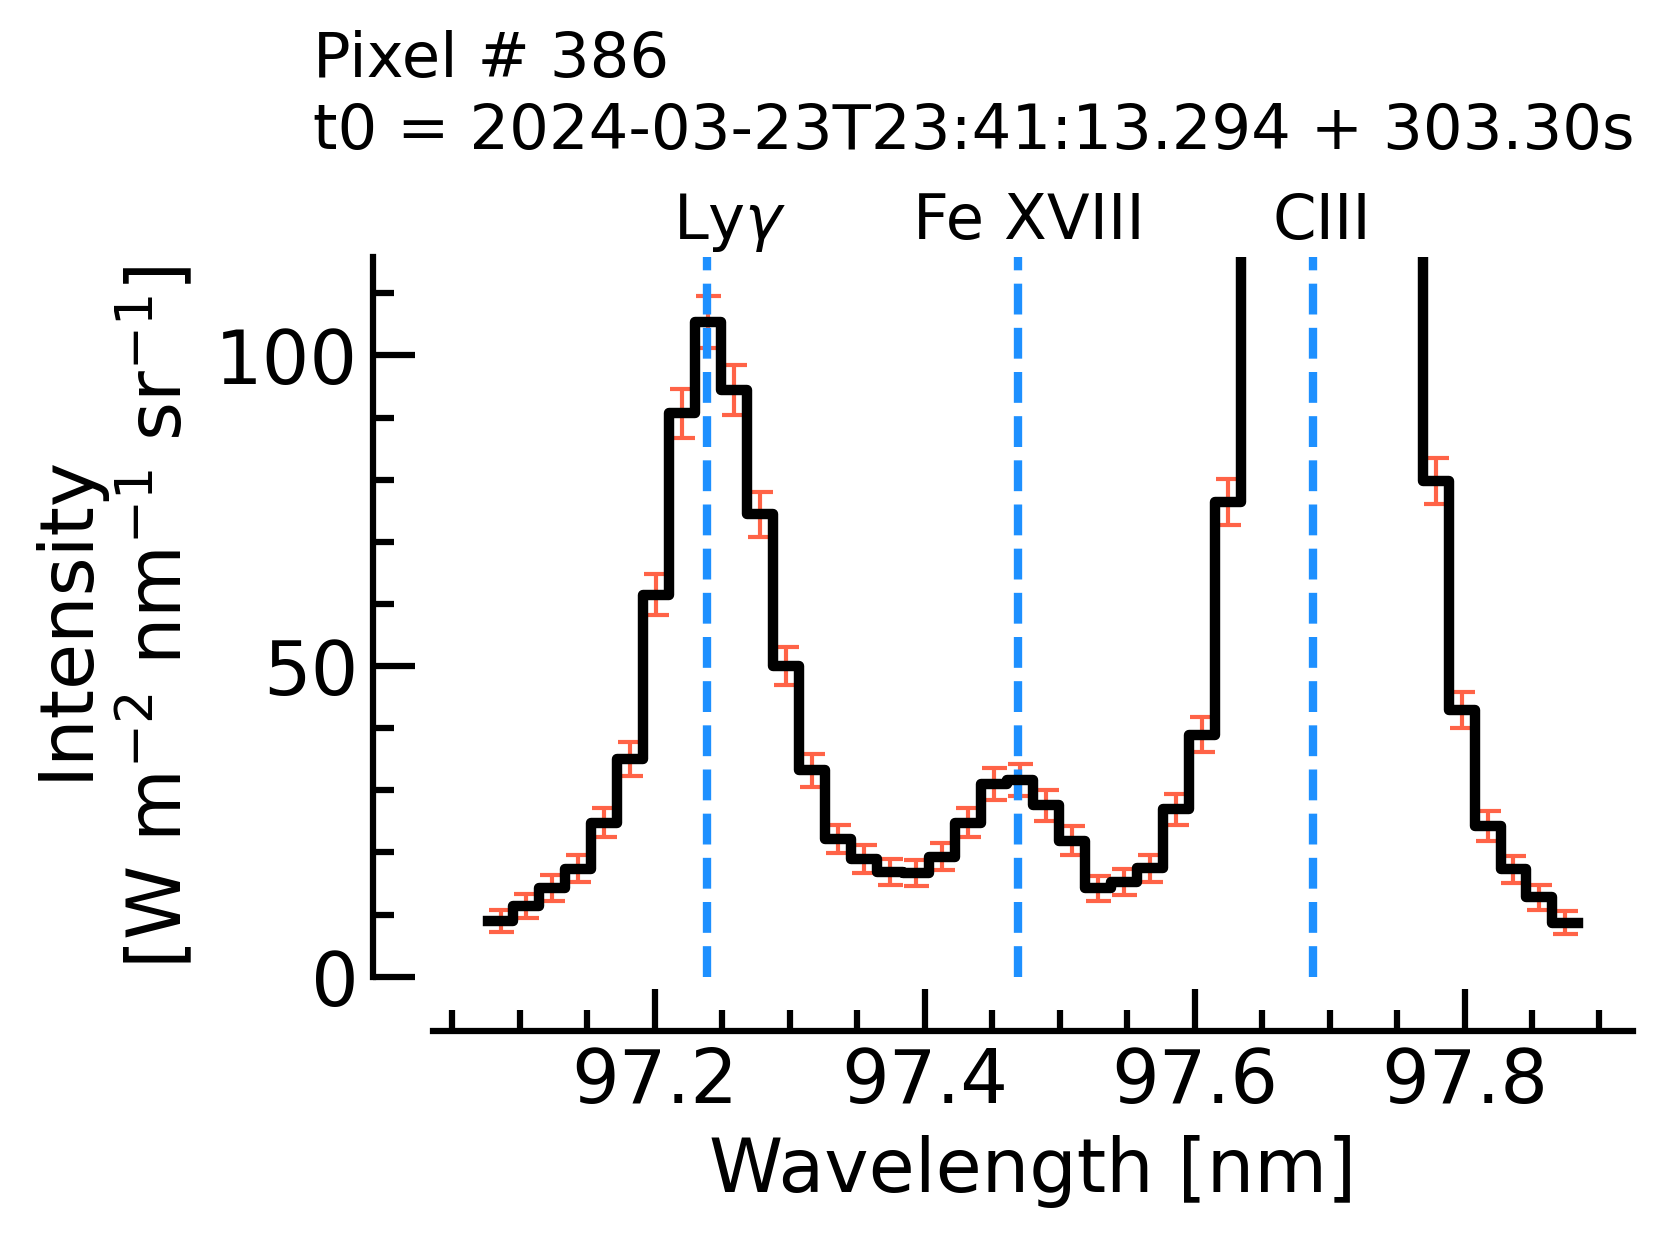 Pixel # 386
t0 = 2024-03-23T23:41:13.294 + 303.30s
Lyγ Fe XVIII CIII
Intensity
[W m⁻² nm⁻¹ sr⁻¹]
100
50
0
97.2 97.4 97.6 97.8
Wavelength [nm]